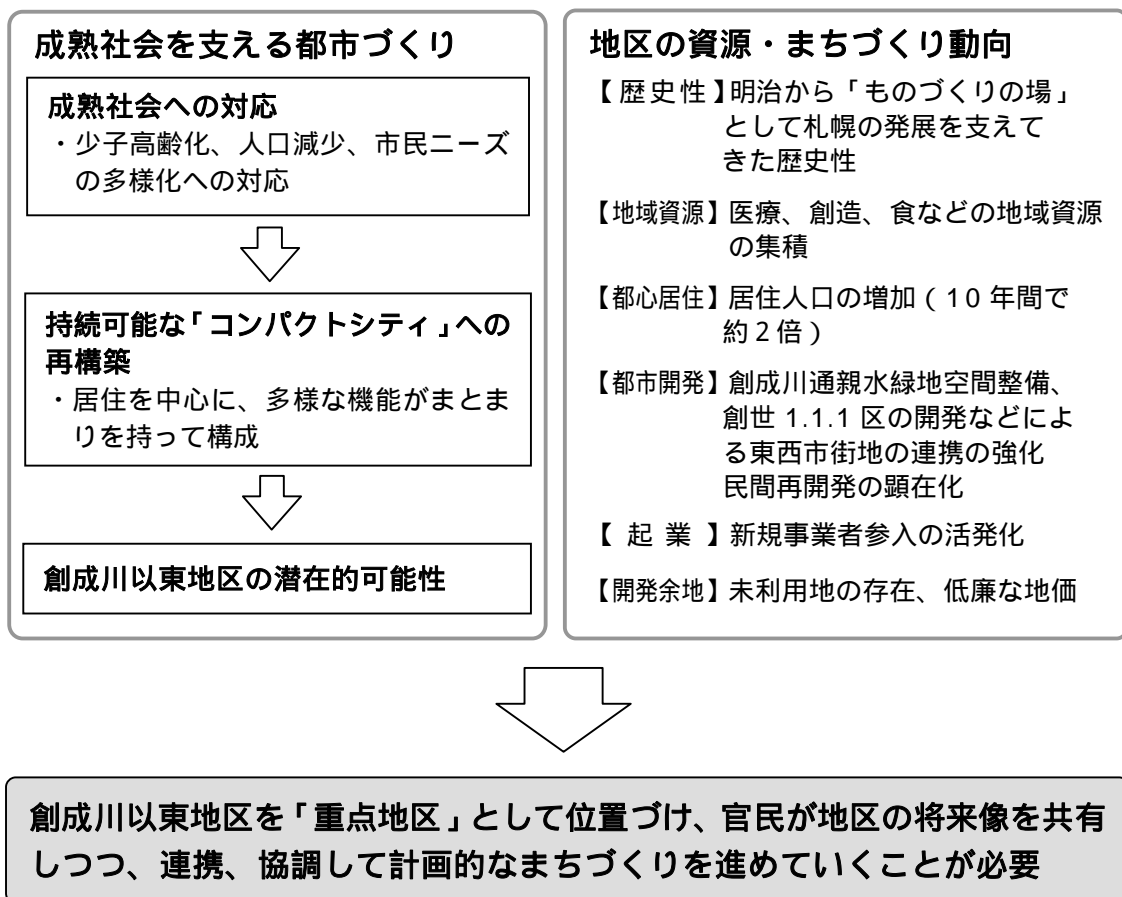 成熟社会を支える都市づくり
成熟社会への対応
・少子高齢化、人口減少、市民ニーズ
の多様化への対応
持続可能な「コンパクトシティ」への
再構築
・居住を中心に、多様な機能がまとま
りを持って構成
創成川以東地区の潜在的可能性
地区の資源・まちづくり動向
【歴史性】明治から「ものづくりの場」
として札幌の発展を支えて
きた歴史性
【地域資源】医療、創造、食などの地域資源
の集積
【都心居住】居住人口の増加(10年間で
約2倍)
【都市開発】創成川通親水緑地空間整備、
創世1.1.1区の開発などによ
る東西市街地の連携の強化
民間再開発の顕在化
【起業】新規事業者参入の活発化
【開発余地】未利用地の存在、低廉な地価
創成川以東地区を「重点地区」として位置づけ、官民が地区の将来像を共有
しつつ、連携、協調して計画的なまちづくりを進めていくことが必要